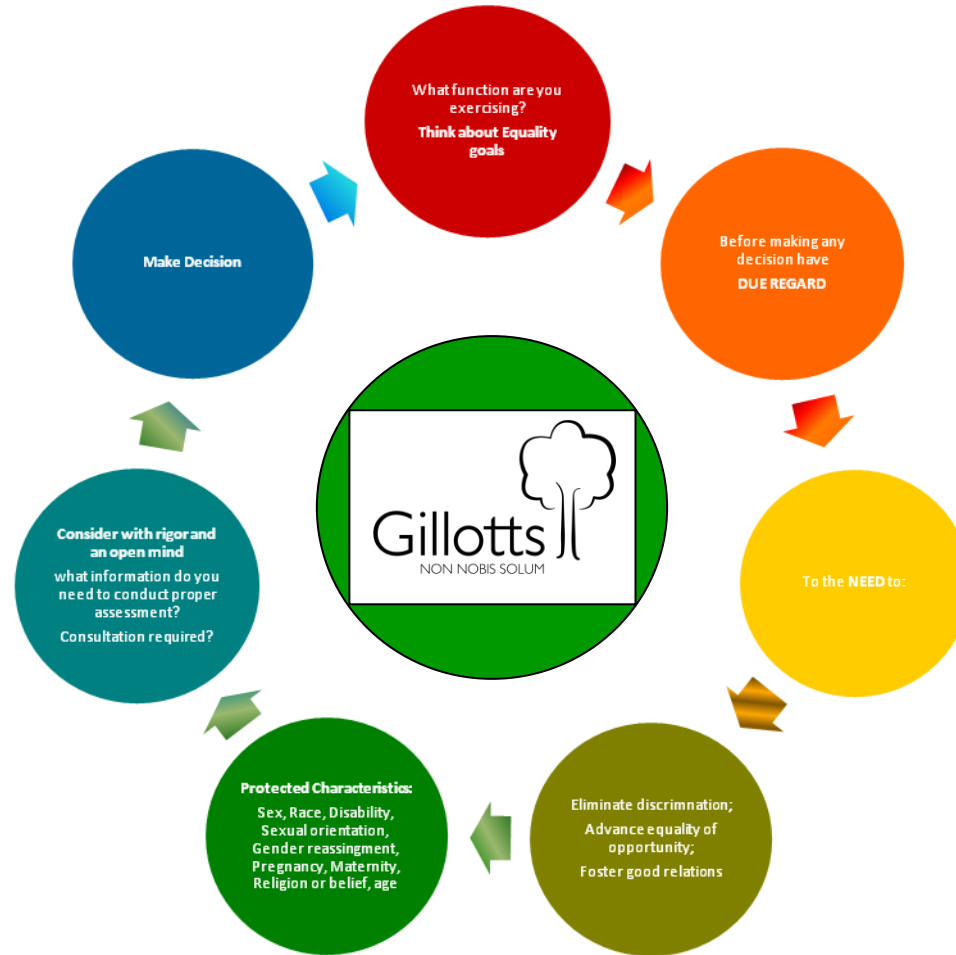 What function are you
exercising?
Think about Equality
goals
Before making any
decision have
DUE REGARD
To the NEED to:
Eliminate discrimnation;
Advance equality of
opportunity;
Foster good relations
Protected Characteristics:
Sex, Race, Disability,
Sexual orientation,
Gender reassingment,
Pregnancy, Maternity,
Religion or belief, age
Consider with rigor and
an open mind
what information do you
need to conduct proper
assessment?
Consultation required?
Make Decision
Gillotts
NON NOBIS SOLUM